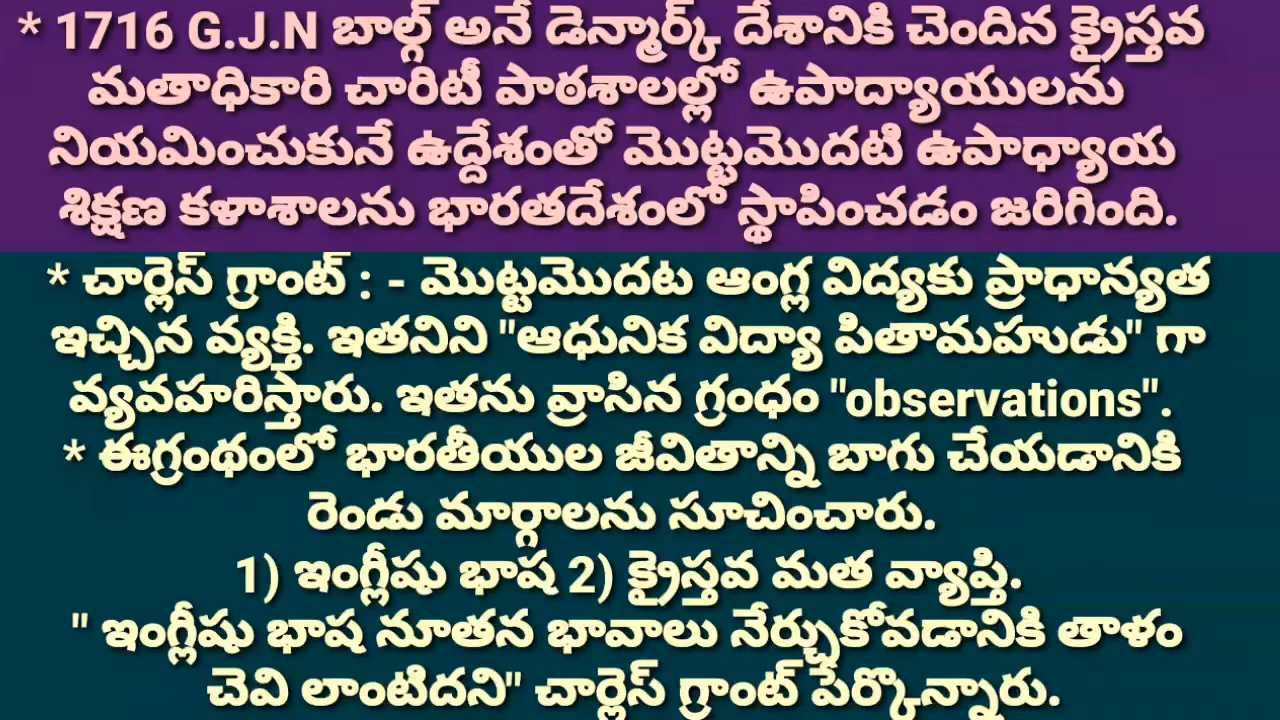 * 1716 G.J.N బాల్గ్ అనే డెన్మార్క్ దేశానికి చెందిన క్రైస్తవ
మతాధికారి చారిటీ పాఠశాలల్లో ఉపాద్యాయులను
నియమించుకునే ఉద్దేశంతో మొట్టమొదటి ఉపాధ్యాయ
శిక్షణ కళాశాలను భారతదేశంలో స్థాపించడం జరిగింది.
* చార్లెస్ గ్రాంట్ : - మొట్టమొదట ఆంగ్ల విద్యకు ప్రాధాన్యత
ఇచ్చిన వ్యక్తి. ఇతనిని "ఆధునిక విద్యా పితామహుడు" గా
వ్యవహరిస్తారు. ఇతను వ్రాసిన గ్రంధం "observations".
* ఈగ్రంథంలో భారతీయుల జీవితాన్ని బాగు చేయడానికి
రెండు మార్గాలను సూచించారు.
1) ఇంగ్లీషు భాష 2) క్రైస్తవ మత వ్యాప్తి.
" ఇంగ్లీషు భాష నూతన భావాలు నేర్చుకోవడానికి తాళం
చెవి లాంటిదని" చార్లెస్ గ్రాంట్ పేర్కొన్నారు.